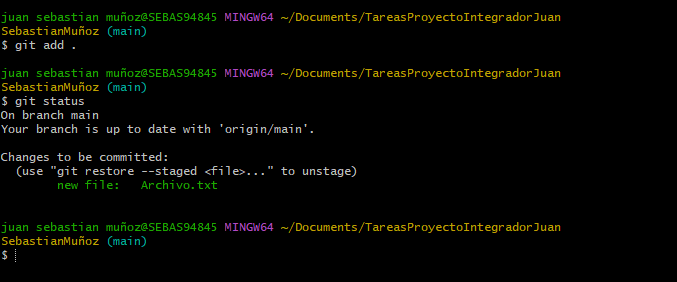 juan sebastian muñoz@SEBAS94845 MINGW64 ~/Documents/TareasProyectoIntegradorJuan
SebastianMuñoz (main)
$ git add .
juan sebastian muñoz@SEBAS94845 MINGW64 ~/Documents/TareasProyectoIntegradorJuan
SebastianMuñoz (main)
$ git status
On branch main
Your branch is up to date with 'origin/main'.
Changes to be committed:
  (use "git restore --staged <file>..." to unstage)
        new file:   Archivo.txt
juan sebastian muñoz@SEBAS94845 MINGW64 ~/Documents/TareasProyectoIntegradorJuan
SebastianMuñoz (main)
$